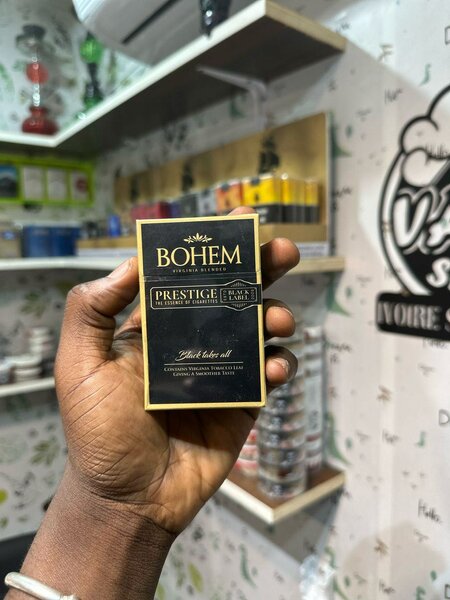 BOHEM
VIRGINIA BLENDED
PRESTIGE
THE ESSENCE OF CIGARETTES
BLACK
LABEL
Black takes all
CONTAINS VIRGINIA TOBACCO LEAF
GIVING A SMOOTHER TASTE
IVOIRE